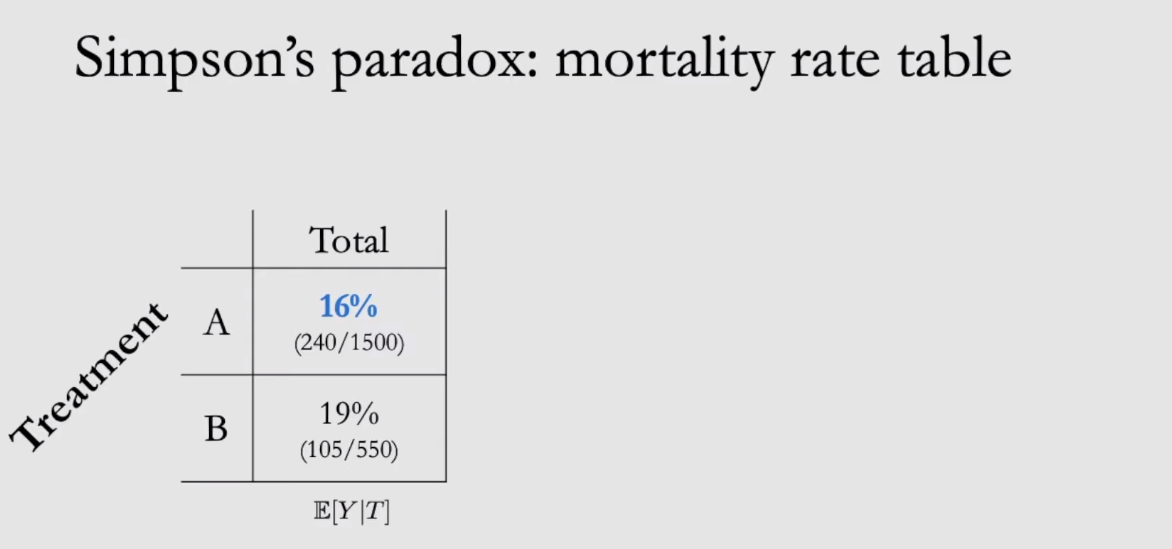 Simpson’s paradox: mortality rate table
Total
Treatment
A
16%
(240/1500)
B
19%
(105/550)
𝔼[Y|T]